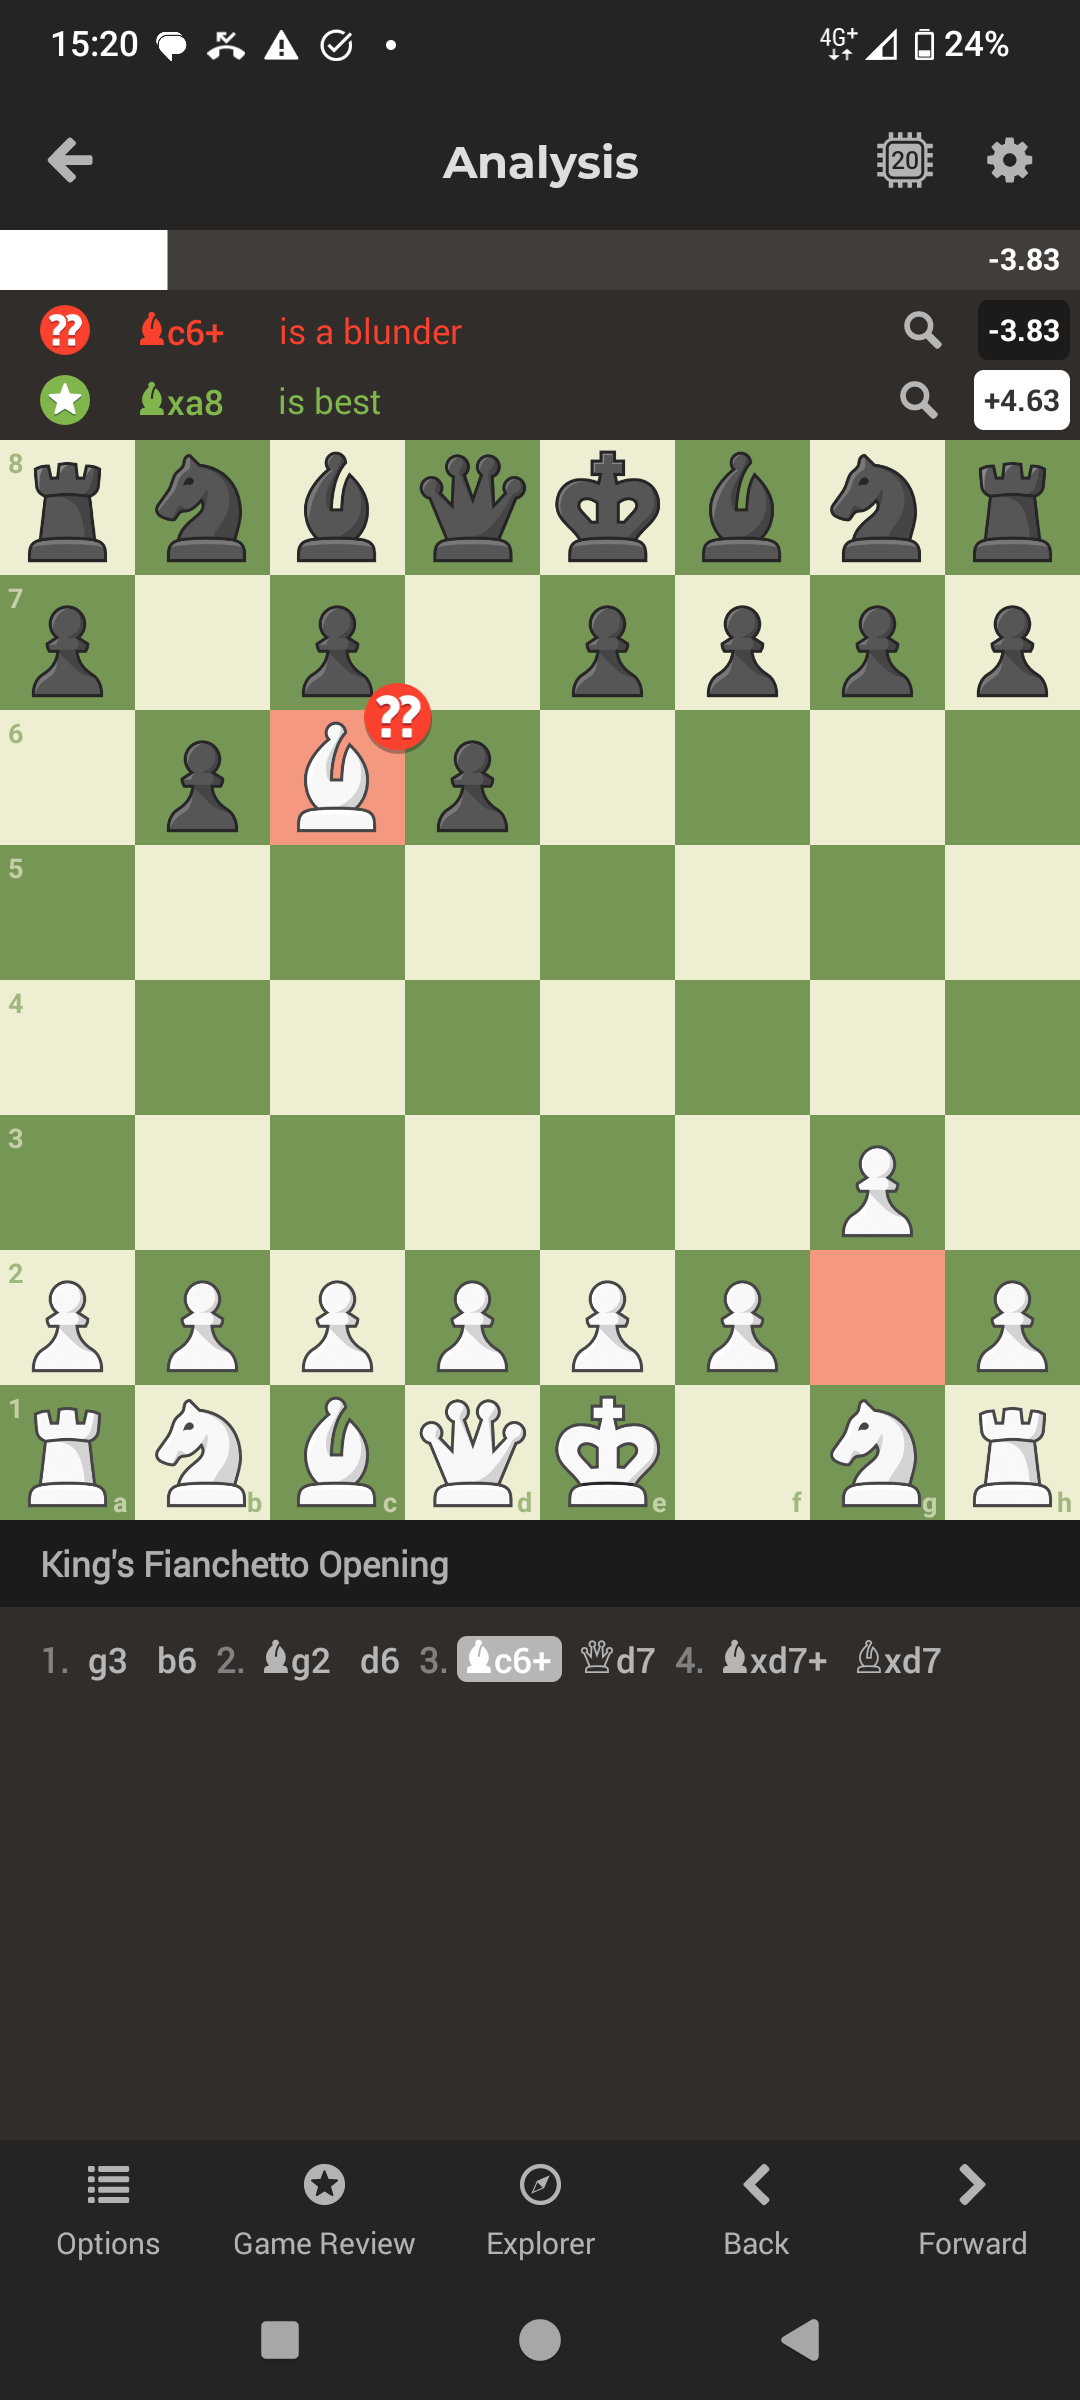 15:20 4G+ 24%
Analysis 20
-3.83
?? c6+ is a blunder -3.83
xa8 is best +4.63
8
7
??
6
5
4
3
2
1
a b c d e f g h
King's Fianchetto Opening
1. g3 b6 2. g2 d6 3. c6+ d7 4. xd7+ xd7
Options Game Review Explorer Back Forward